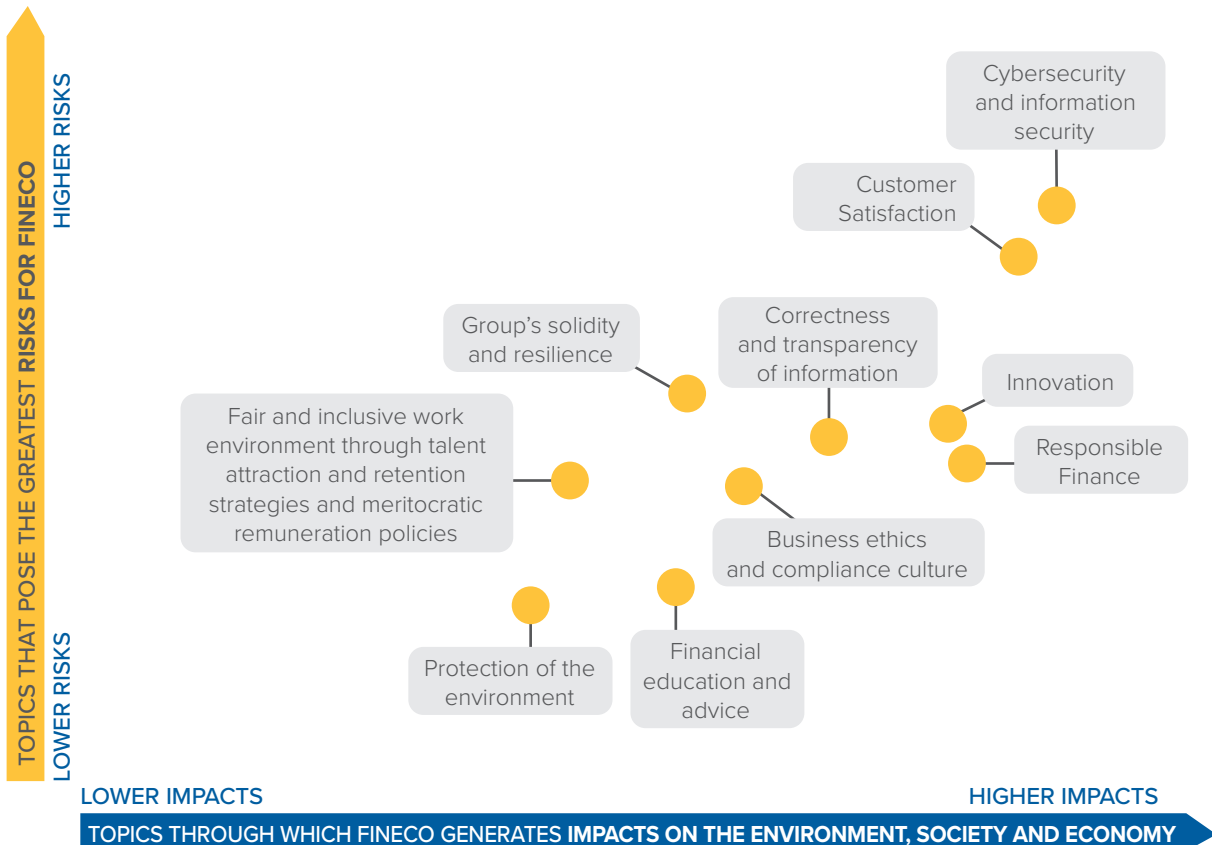 TOPICS THAT POSE THE GREATEST RISKS FOR FINECO
HIGHER RISKS
LOWER RISKS
Cybersecurity
and information
security
Customer
Satisfaction
Group’s solidity
and resilience
Correctness
and transparency
of information
Innovation
Responsible
Finance
Fair and inclusive work
environment through talent
attraction and retention
strategies and meritocratic
remuneration policies
Business ethics
and compliance culture
Protection of the
environment
Financial
education and
advice
LOWER IMPACTS
HIGHER IMPACTS
TOPICS THROUGH WHICH FINECO GENERATES IMPACTS ON THE ENVIRONMENT, SOCIETY AND ECONOMY